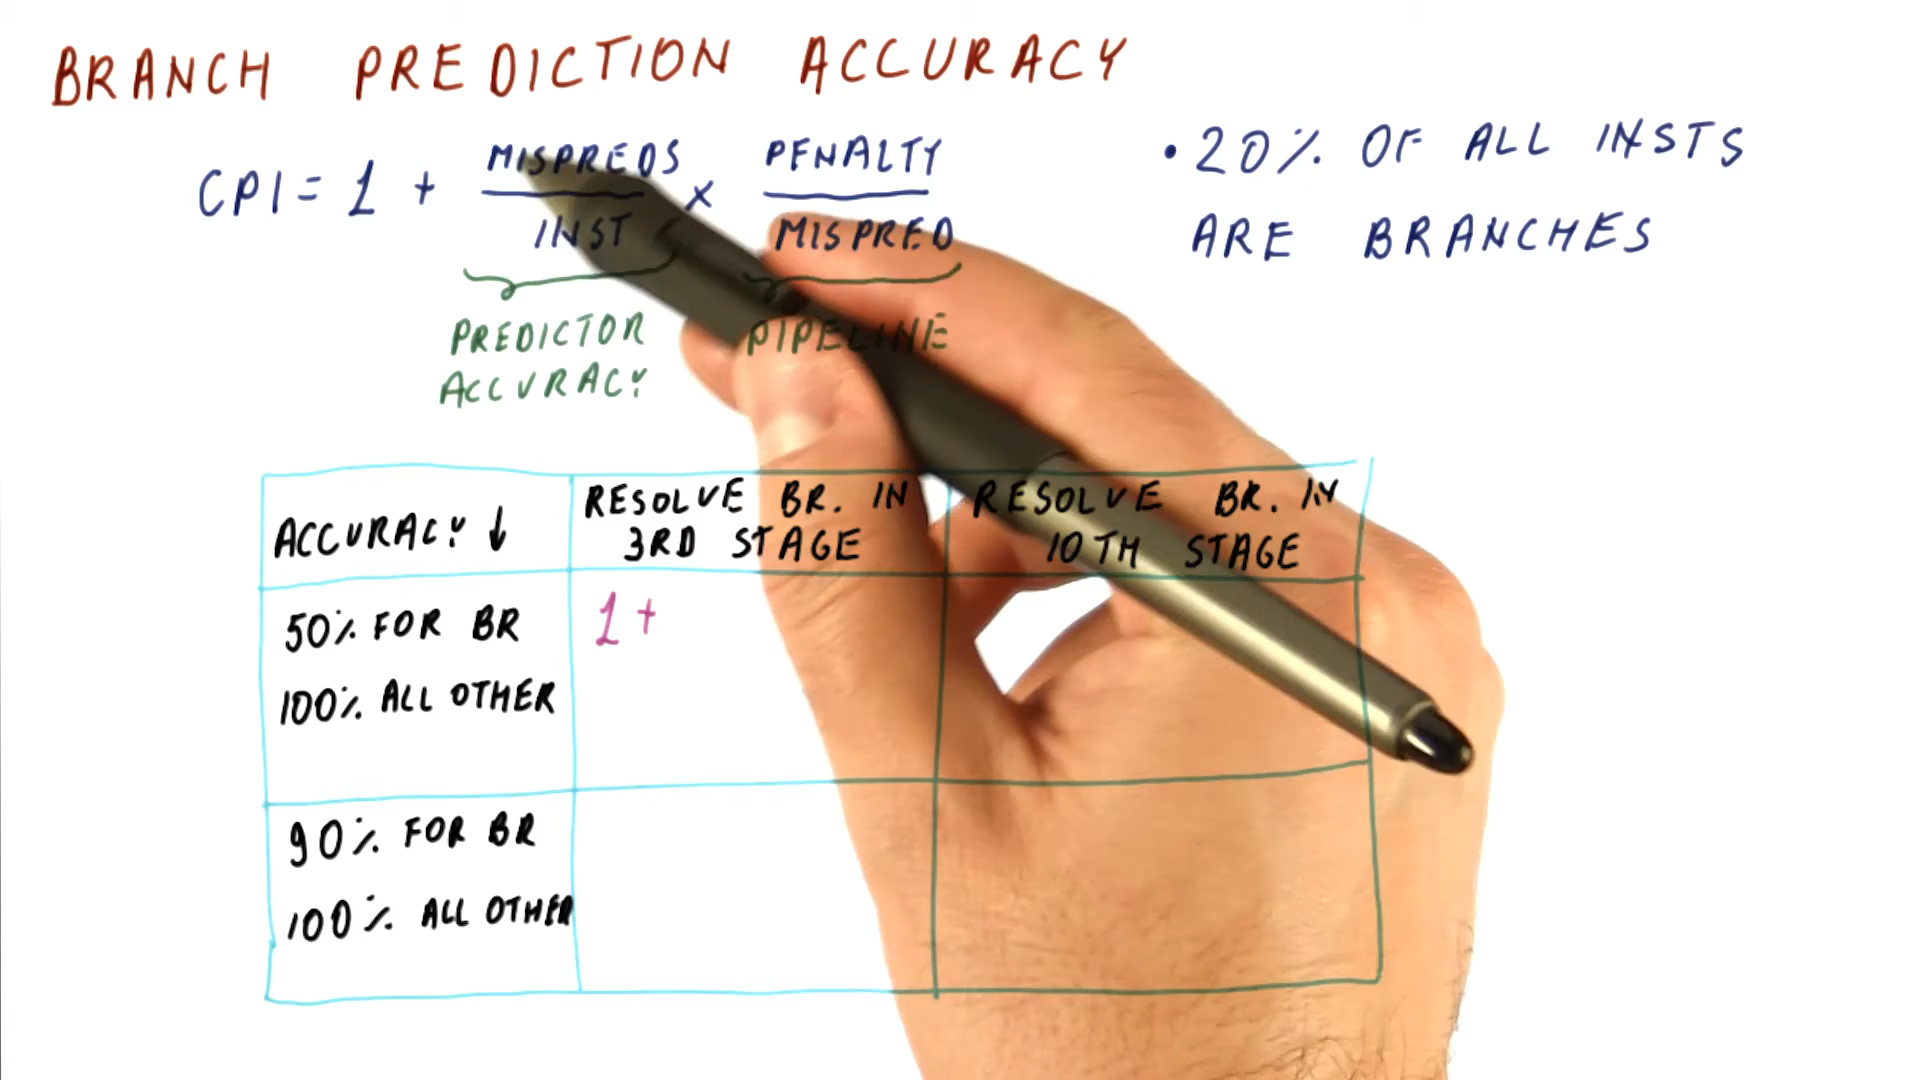 BRANCH PREDICTION ACCURACY
CPI = 1 + MISPREDS / INST × PENALTY / MISPRED
PREDICTOR ACCURACY
PIPELINE
• 20% OF ALL INSTS
ARE BRANCHES
ACCURACY ↓
RESOLVE BR. IN
3RD STAGE
RESOLVE BR. IN
10TH STAGE
50% FOR BR
100% ALL OTHER
1 +
90% FOR BR
100% ALL OTHER